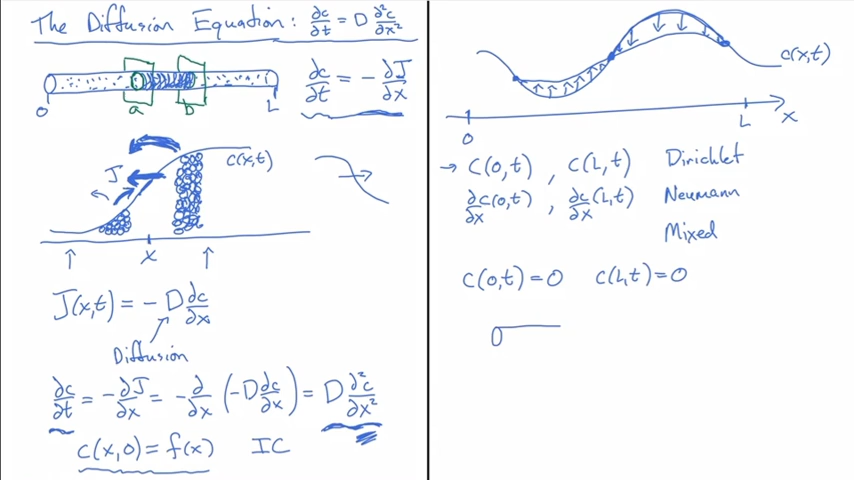 The Diffusion Equation: ∂c/∂t = D ∂²c/∂x²
0 a b L
∂c/∂t = - ∂J/∂x
J c(x,t)
x
J(x,t) = - D ∂c/∂x
Diffusion
∂c/∂t = - ∂J/∂x = - ∂/∂x (-D ∂c/∂x) = D ∂²c/∂x²
c(x,0) = f(x) IC
c(x,t)
0 L x
→ c(0,t) , c(L,t) Dirichlet
∂c/∂x (0,t) , ∂c/∂x (L,t) Neumann
Mixed
c(0,t) = 0 c(L,t) = 0